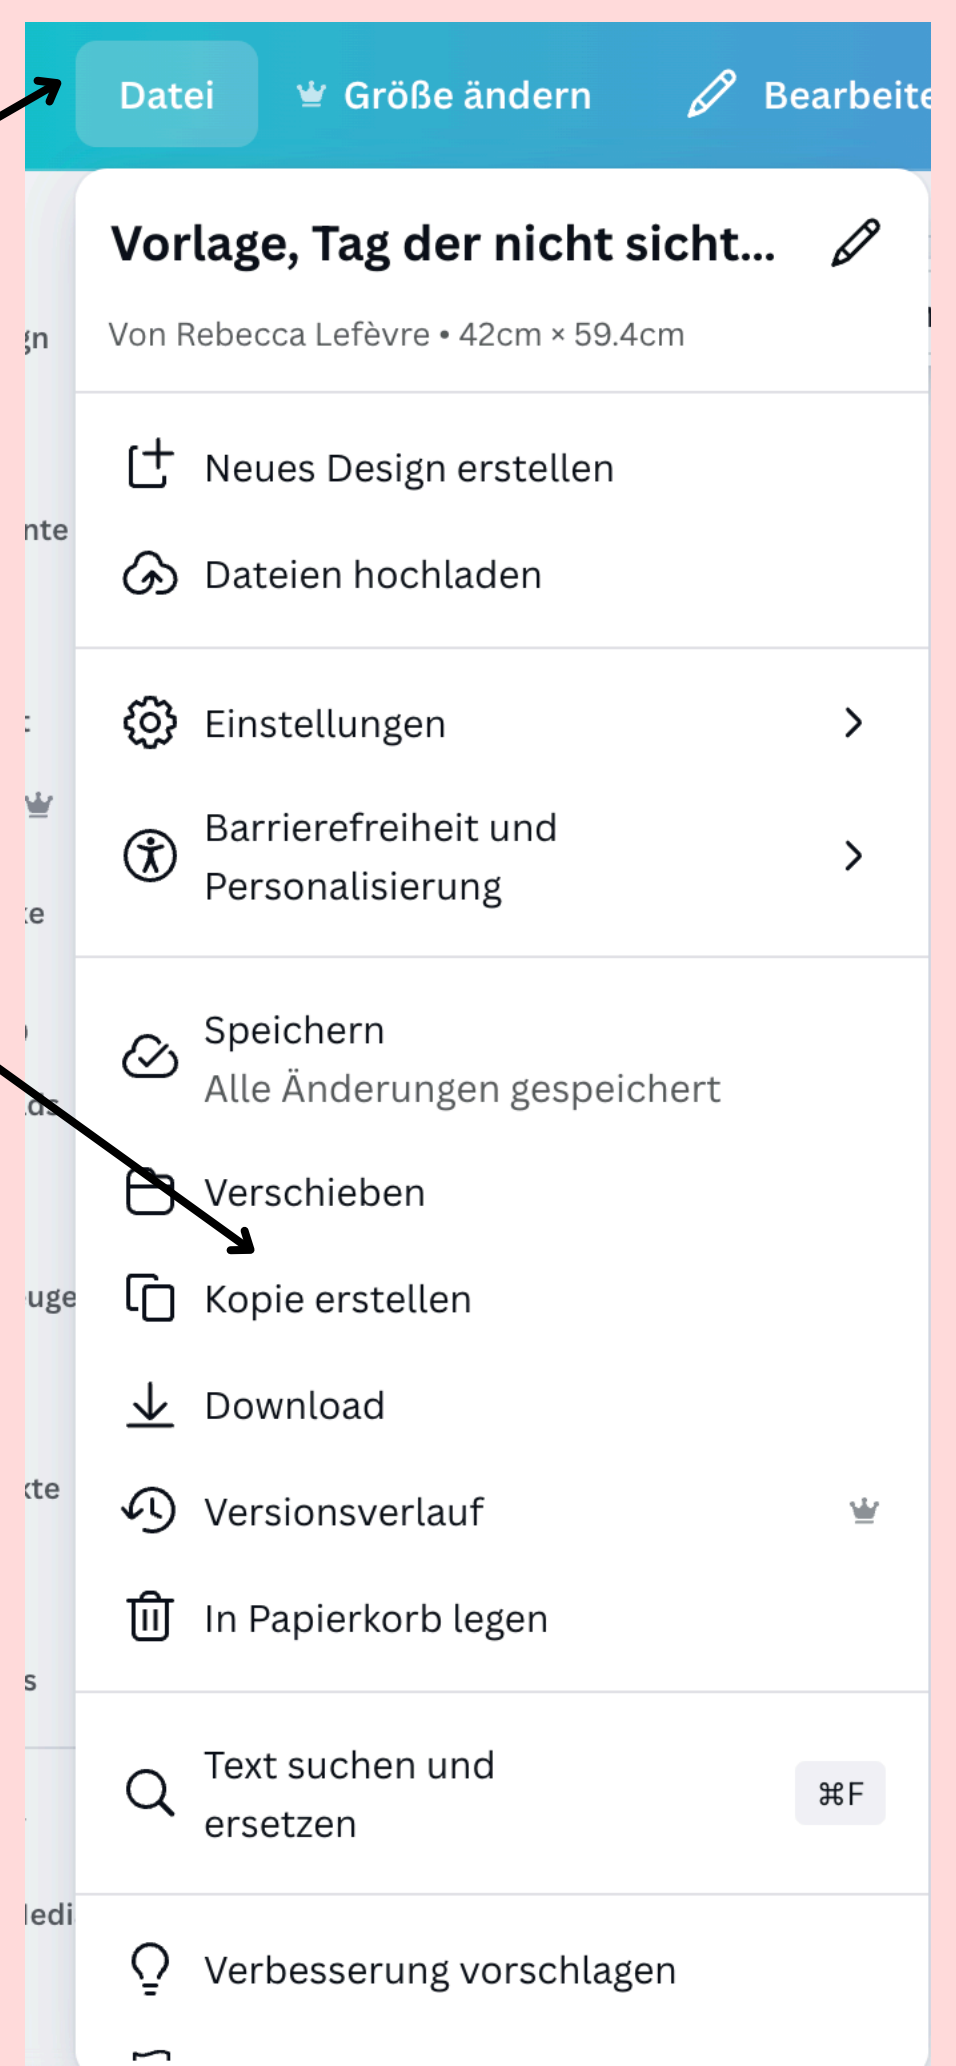 Datei
Größe ändern
Bearbeite
Vorlage, Tag der nicht sicht...
Von Rebecca Lefèvre • 42cm × 59.4cm
Neues Design erstellen
Dateien hochladen
Einstellungen
Barrierefreiheit und
Personalisierung
Speichern
Alle Änderungen gespeichert
Verschieben
Kopie erstellen
Download
Versionsverlauf
In Papierkorb legen
Text suchen und
ersetzen
⌘F
Verbesserung vorschlagen